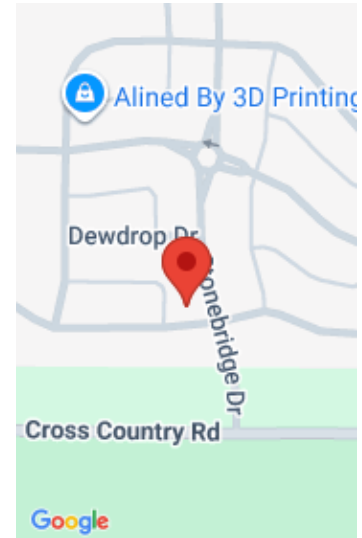 Alined By 3D Printing
Dewdrop Dr
Stonebridge Dr
Cross Country Rd
Google